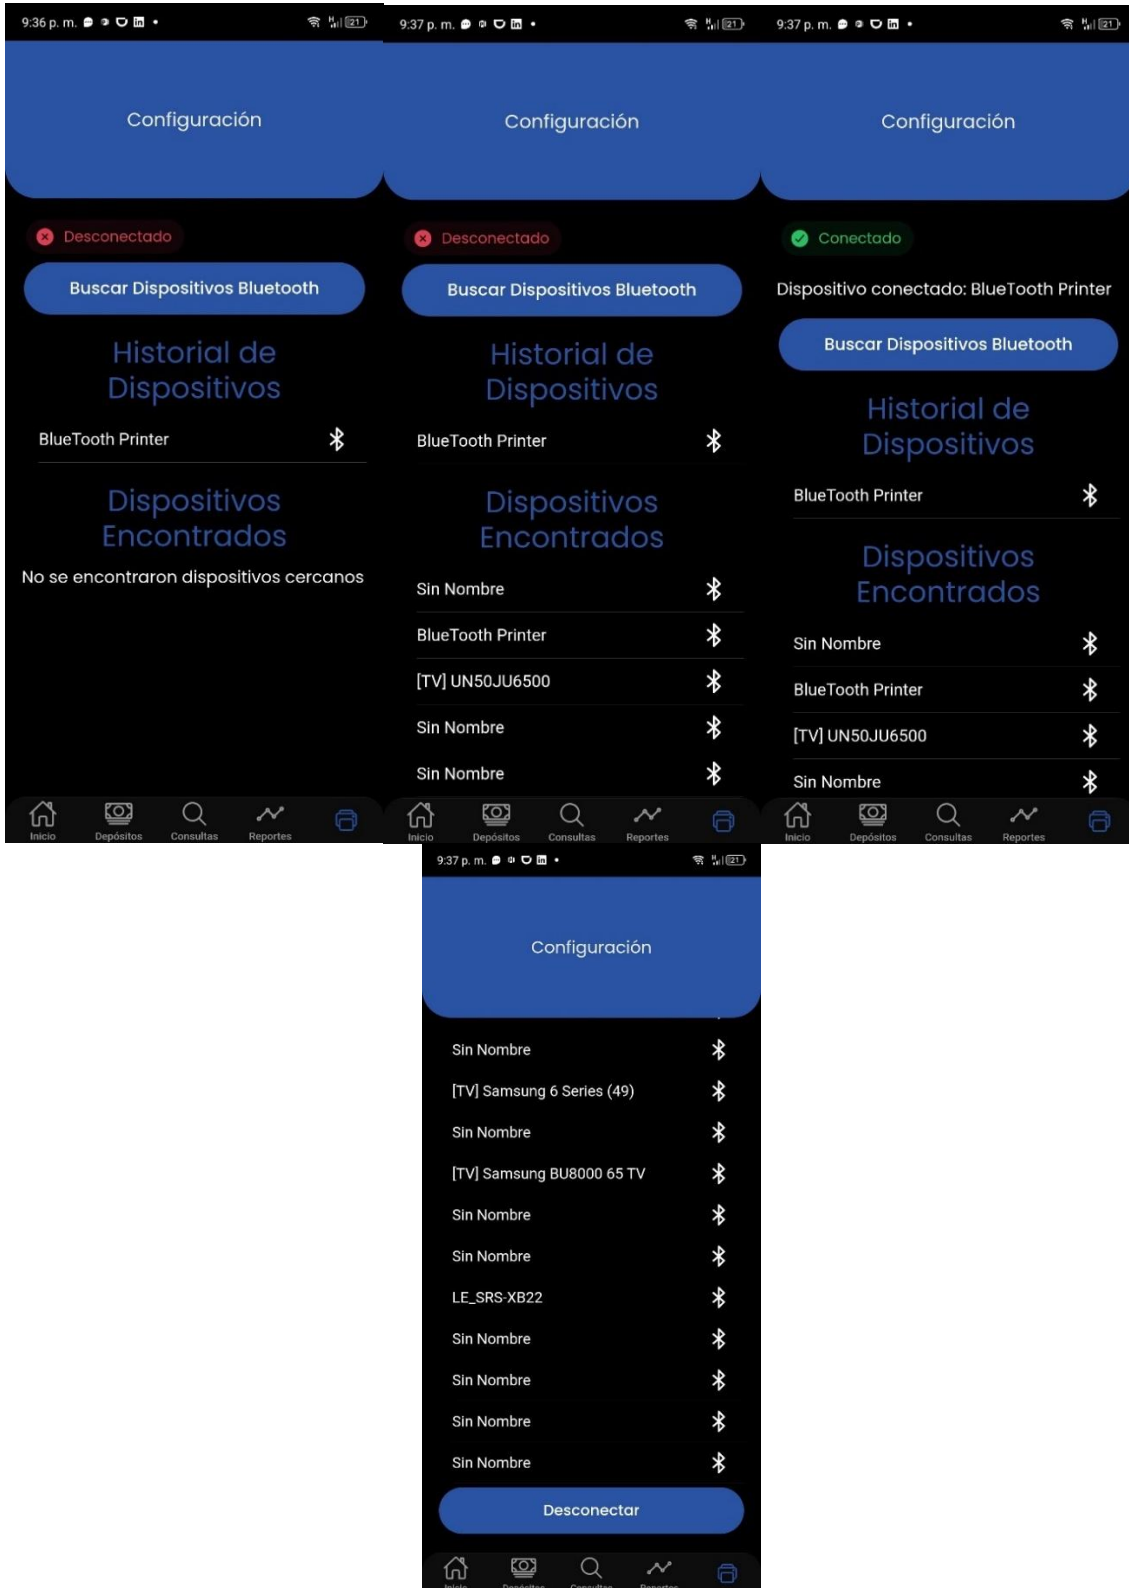 9:36 p. m.
21
Configuración
Desconectado
Buscar Dispositivos Bluetooth
Historial de
Dispositivos
BlueTooth Printer
Dispositivos
Encontrados
No se encontraron dispositivos cercanos
Inicio
Depósitos
Consultas
Reportes
9:37 p. m.
21
Configuración
Desconectado
Buscar Dispositivos Bluetooth
Historial de
Dispositivos
BlueTooth Printer
Dispositivos
Encontrados
Sin Nombre
BlueTooth Printer
[TV] UN50JU6500
Sin Nombre
Sin Nombre
Inicio
Depósitos
Consultas
Reportes
9:37 p. m.
21
Configuración
Conectado
Dispositivo conectado: BlueTooth Printer
Buscar Dispositivos Bluetooth
Historial de
Dispositivos
BlueTooth Printer
Dispositivos
Encontrados
Sin Nombre
BlueTooth Printer
[TV] UN50JU6500
Sin Nombre
Inicio
Depósitos
Consultas
Reportes
9:37 p. m.
21
Configuración
Sin Nombre
[TV] Samsung 6 Series (49)
Sin Nombre
[TV] Samsung BU8000 65 TV
Sin Nombre
Sin Nombre
LE_SRS-XB22
Sin Nombre
Sin Nombre
Sin Nombre
Sin Nombre
Desconectar